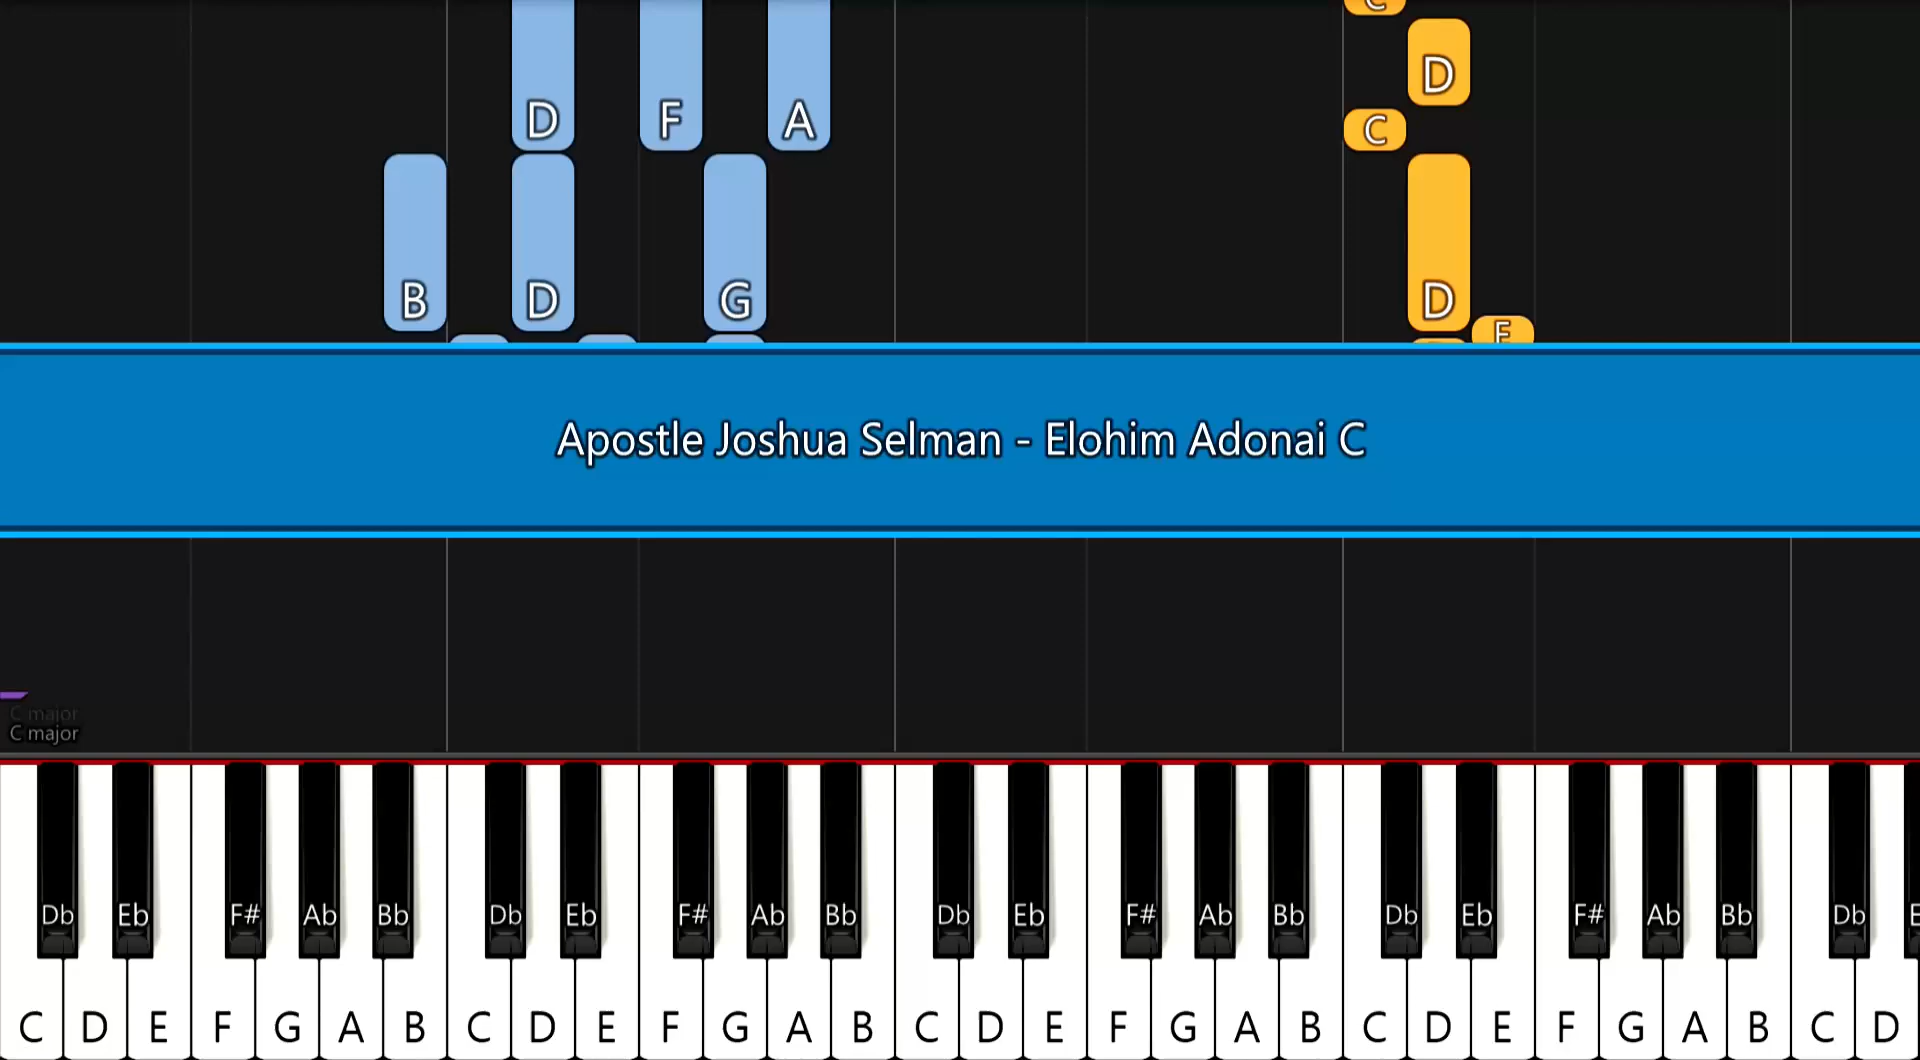 C
D
D F A C
B D G D
E
Apostle Joshua Selman - Elohim Adonai C
C major
C major
Db Eb F# Ab Bb Db Eb F# Ab Bb Db Eb F# Ab Bb Db Eb F# Ab Bb Db E
C D E F G A B C D E F G A B C D E F G A B C D E F G A B C D